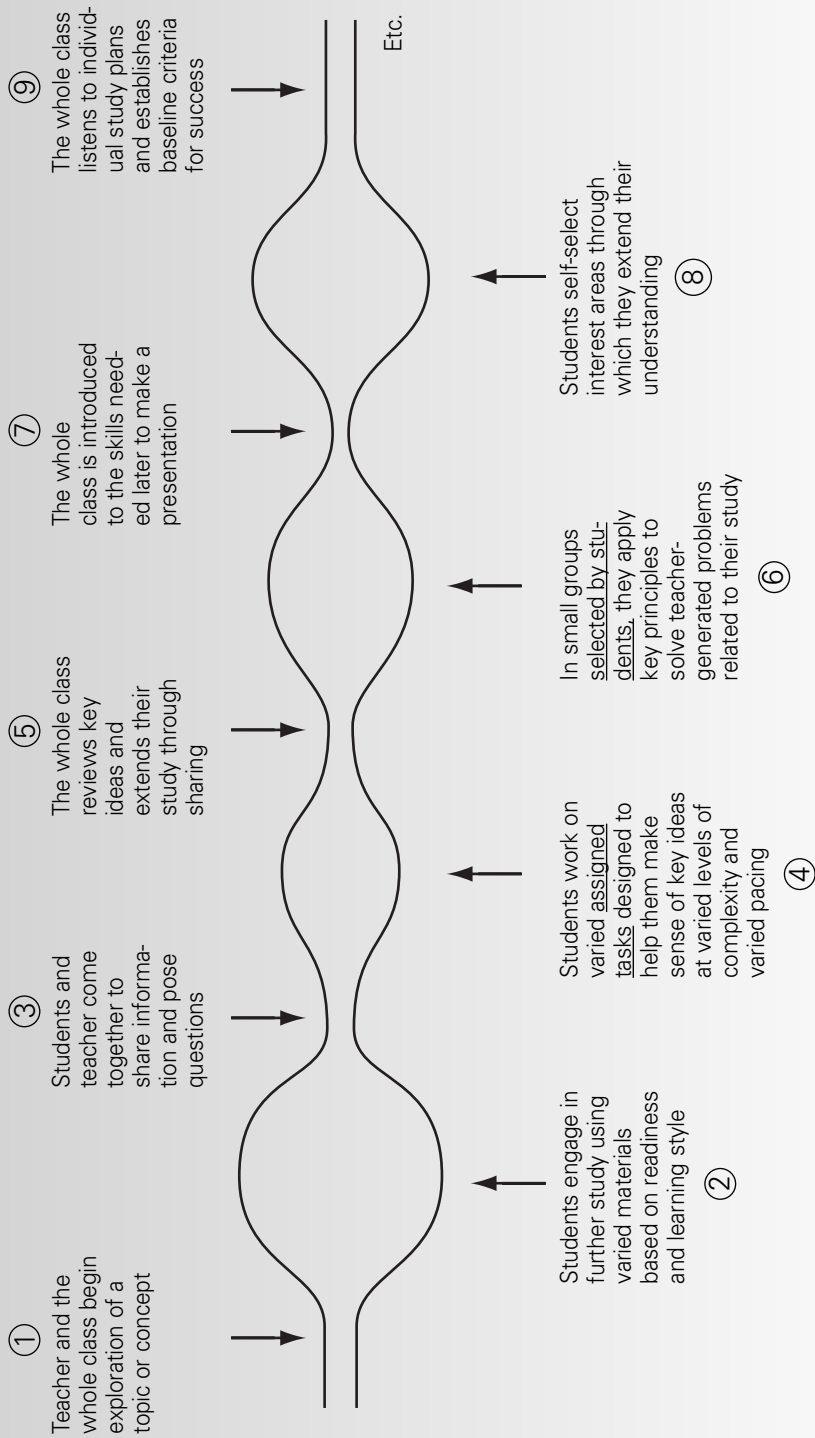 ①
Teacher and the
whole class begin
exploration of a
topic or concept
②
Students engage in
further study using
varied materials
based on readiness
and learning style
③
Students and
teacher come
together to
share informa-
tion and pose
questions
④
Students work on
varied assigned
tasks designed to
help them make
sense of key ideas
at varied levels of
complexity and
varied pacing
⑤
The whole class
reviews key
ideas and
extends their
study through
sharing
⑥
In small groups
selected by stu-
dents, they apply
key principles to
solve teacher-
generated problems
related to their study
⑦
The whole
class is introduced
to the skills need-
ed later to make a
presentation
⑧
Students self-select
interest areas through
which they extend their
understanding
⑨
The whole class
listens to individ-
ual study plans
and establishes
baseline criteria
for success
Etc.